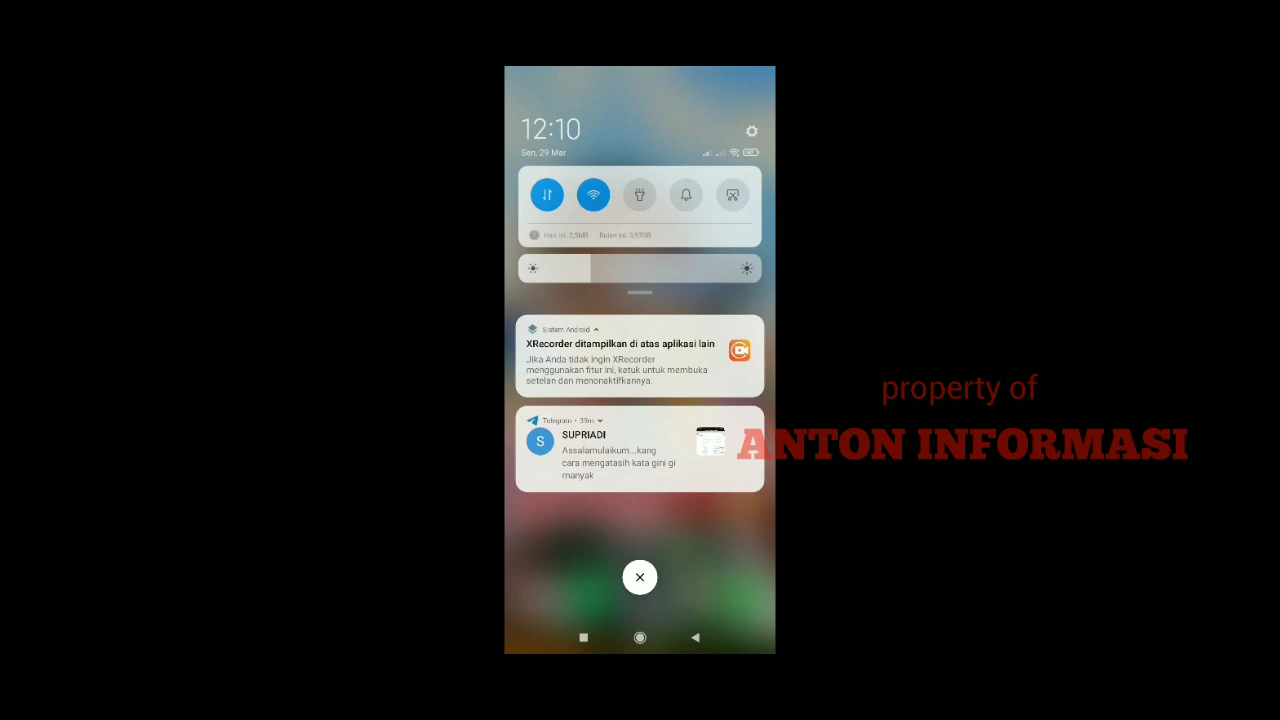 12:10
Sen, 29 Mar
Hari ini: 2,5MB Bulan ini: 3,97GB
Sistem Android
XRecorder ditampilkan di atas aplikasi lain
Jika Anda tidak ingin XRecorder
menggunakan fitur ini, ketuk untuk membuka
setelan dan menonaktifkannya.
Telegram • 39m
S
SUPRIADI
Assalamulaikum...kang
cara mengatasih kata gini gi
manyak
property of
ANTON INFORMASI